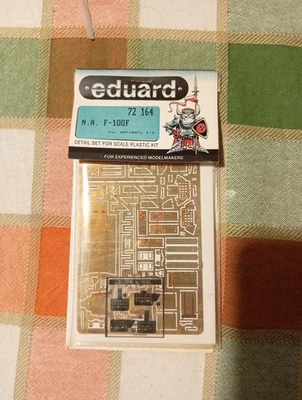 eduard
72 164
N.A. F-100F
DETAIL SET FOR SCALE PLASTIC KIT
FOR EXPERIENCED MODELMAKERS